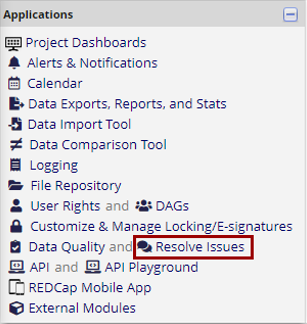 Applications
Project Dashboards
Alerts & Notifications
Calendar
Data Exports, Reports, and Stats
Data Import Tool
Data Comparison Tool
Logging
File Repository
User Rights and DAGs
Customize & Manage Locking/E-signatures
Data Quality and Resolve Issues
API and API Playground
REDCap Mobile App
External Modules